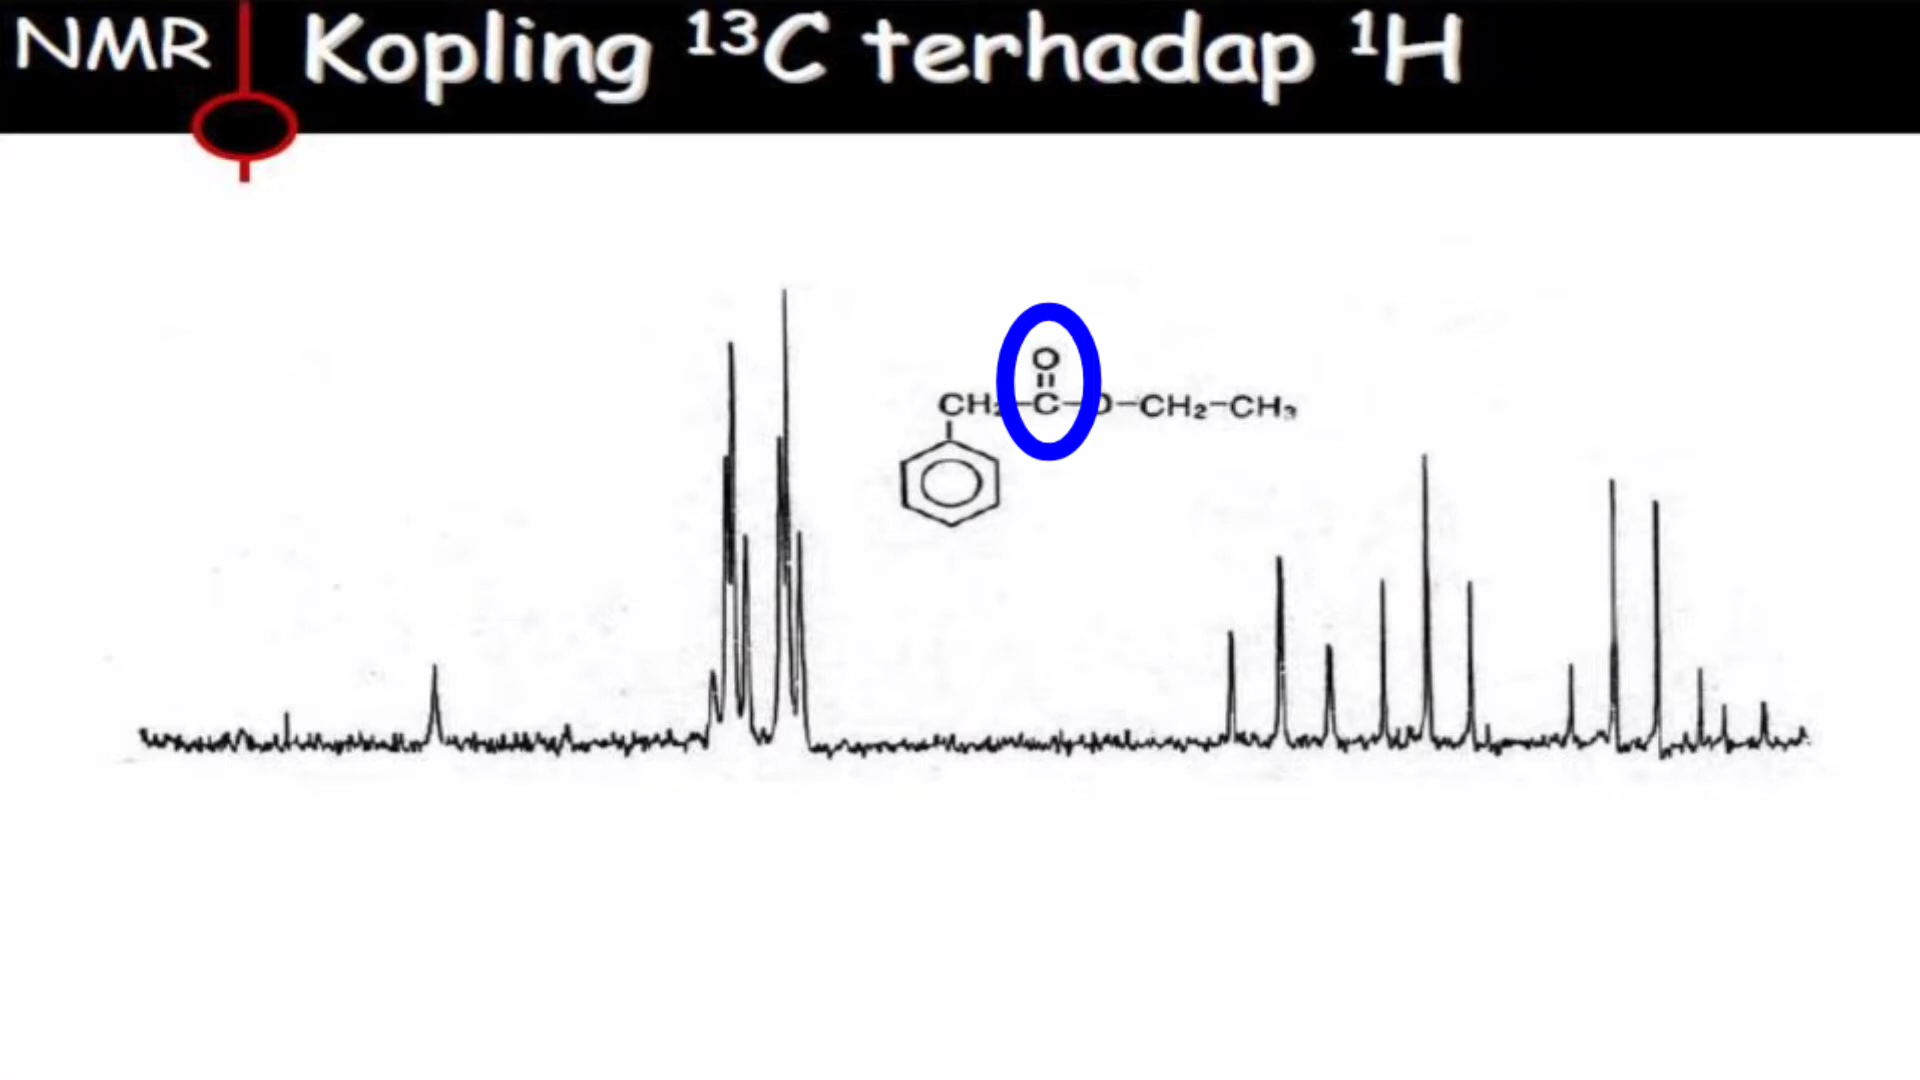 NMR
Kopling ¹³C terhadap ¹H
O
CH₂-C-O-CH₂-CH₃